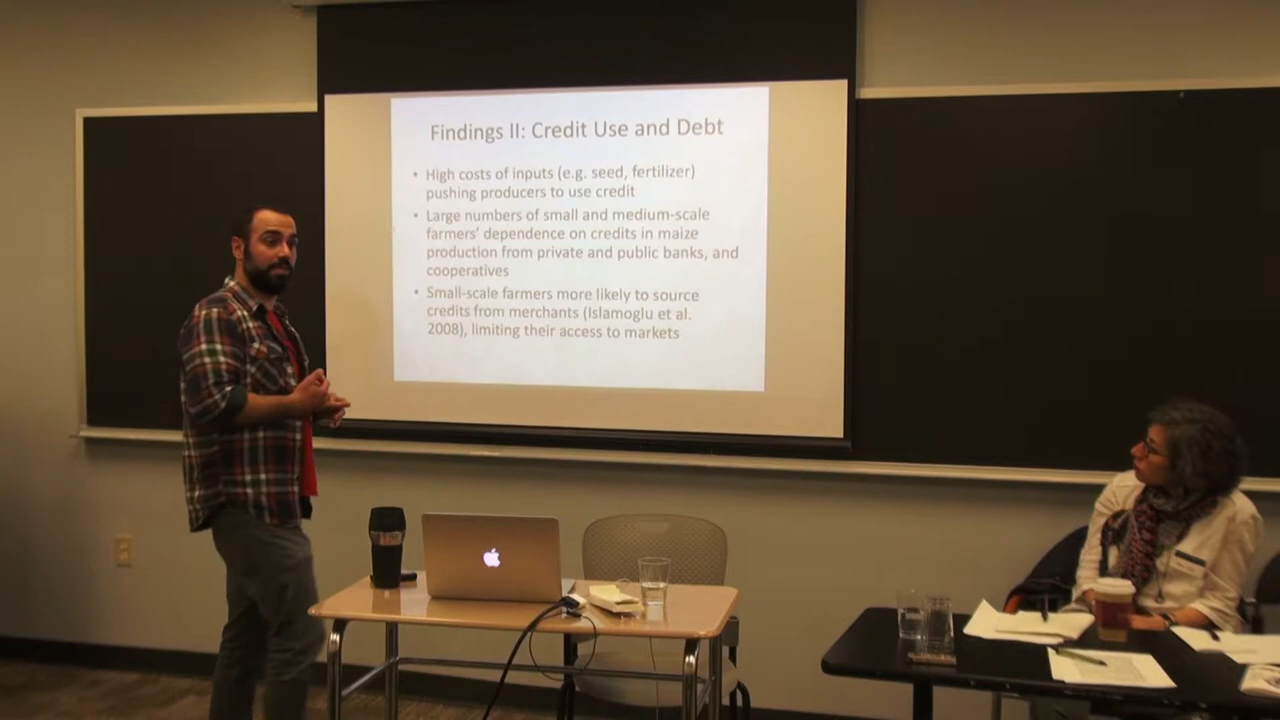 Findings II: Credit Use and Debt
• High costs of inputs (e.g. seed, fertilizer)
pushing producers to use credit
• Large numbers of small and medium-scale
farmers' dependence on credits in maize
production from private and public banks, and
cooperatives
• Small-scale farmers more likely to source
credits from merchants (Islamoglu et al.
2008), limiting their access to markets